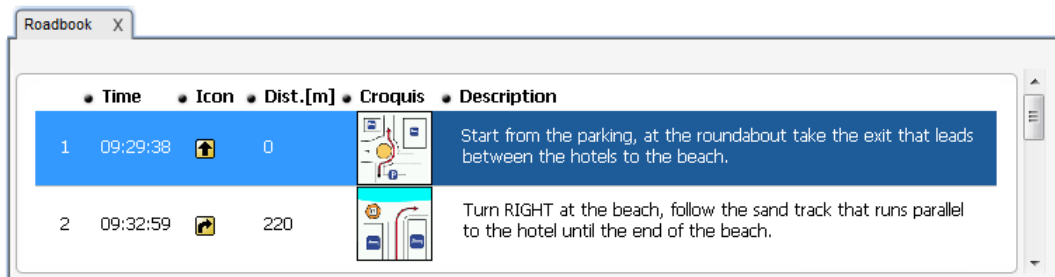 Roadbook X
Time Icon Dist.[m] Croquis Description
1 09:29:38 0 Start from the parking, at the roundabout take the exit that leads
between the hotels to the beach.
P
2 09:32:59 220 Turn RIGHT at the beach, follow the sand track that runs parallel
to the hotel until the end of the beach.